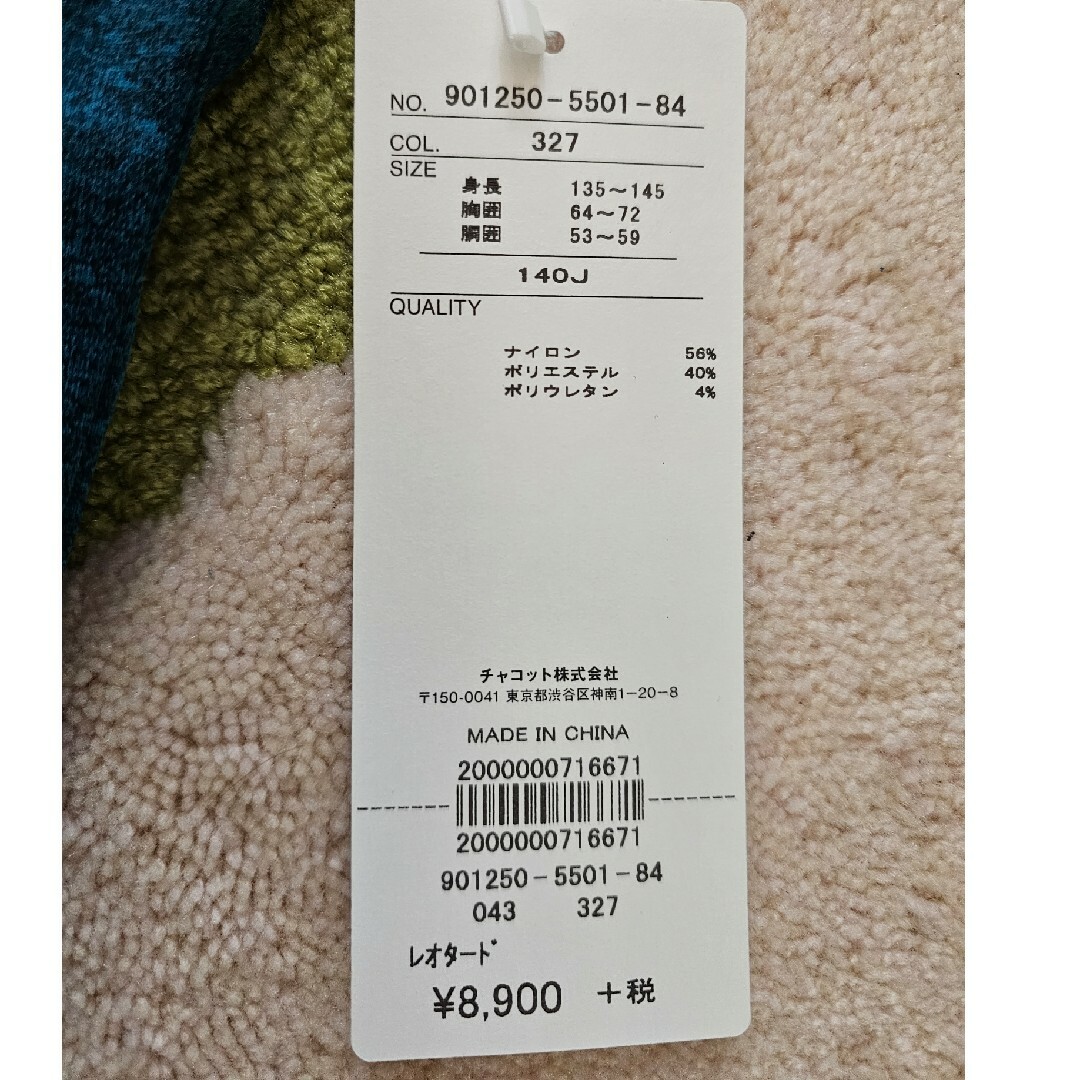 NO. 901250-5501-84
COL. 327
SIZE
身長 135〜145
胸囲 64〜72
胴囲 53〜59
140J
QUALITY
ナイロン 56%
ポリエステル 40%
ポリウレタン 4%
チャコット株式会社
〒150-0041 東京都渋谷区神南1-20-8
MADE IN CHINA
2000000716671
2000000716671
901250-5501-84
043 327
ﾚｵﾀｰﾄﾞ
¥8,900 +税